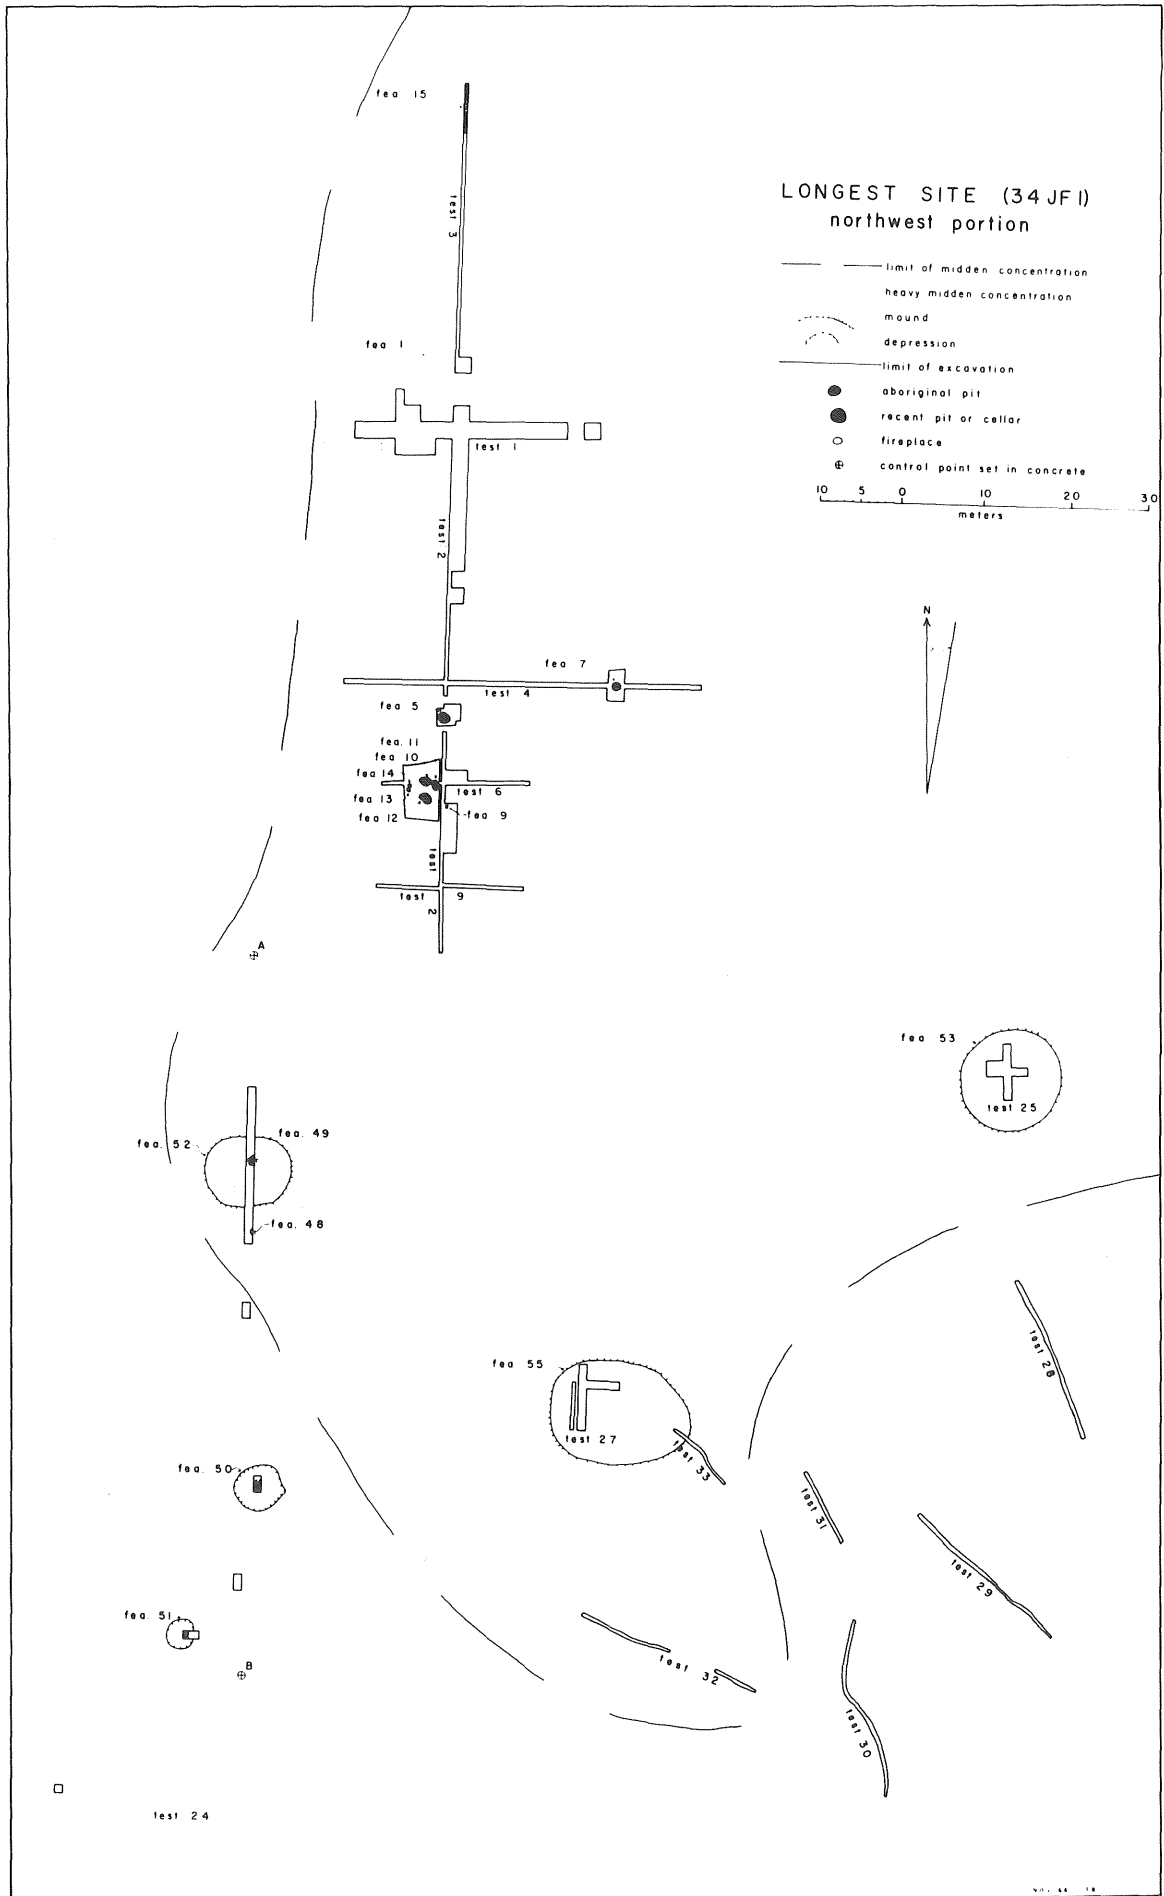 fea 15
test 3
LONGEST SITE (34JF1)
northwest portion
limit of midden concentration
heavy midden concentration
mound
depression
limit of excavation
aboriginal pit
recent pit or cellar
fireplace
control point set in concrete
10 5 0 10 20 30
meters
fea 1
test 1
test 2
N
fea 7
test 4
fea 5
fea. 11
fea 10
fea 14
fea 13
fea 12
test 6
fea 9
test 2
test 9
A
fea 53
test 25
fea. 52
fea. 49
fea. 48
test 28
fea 55
test 27
test 33
fea. 50
test 31
test 29
fea. 51
B
test 32
test 30
test 24